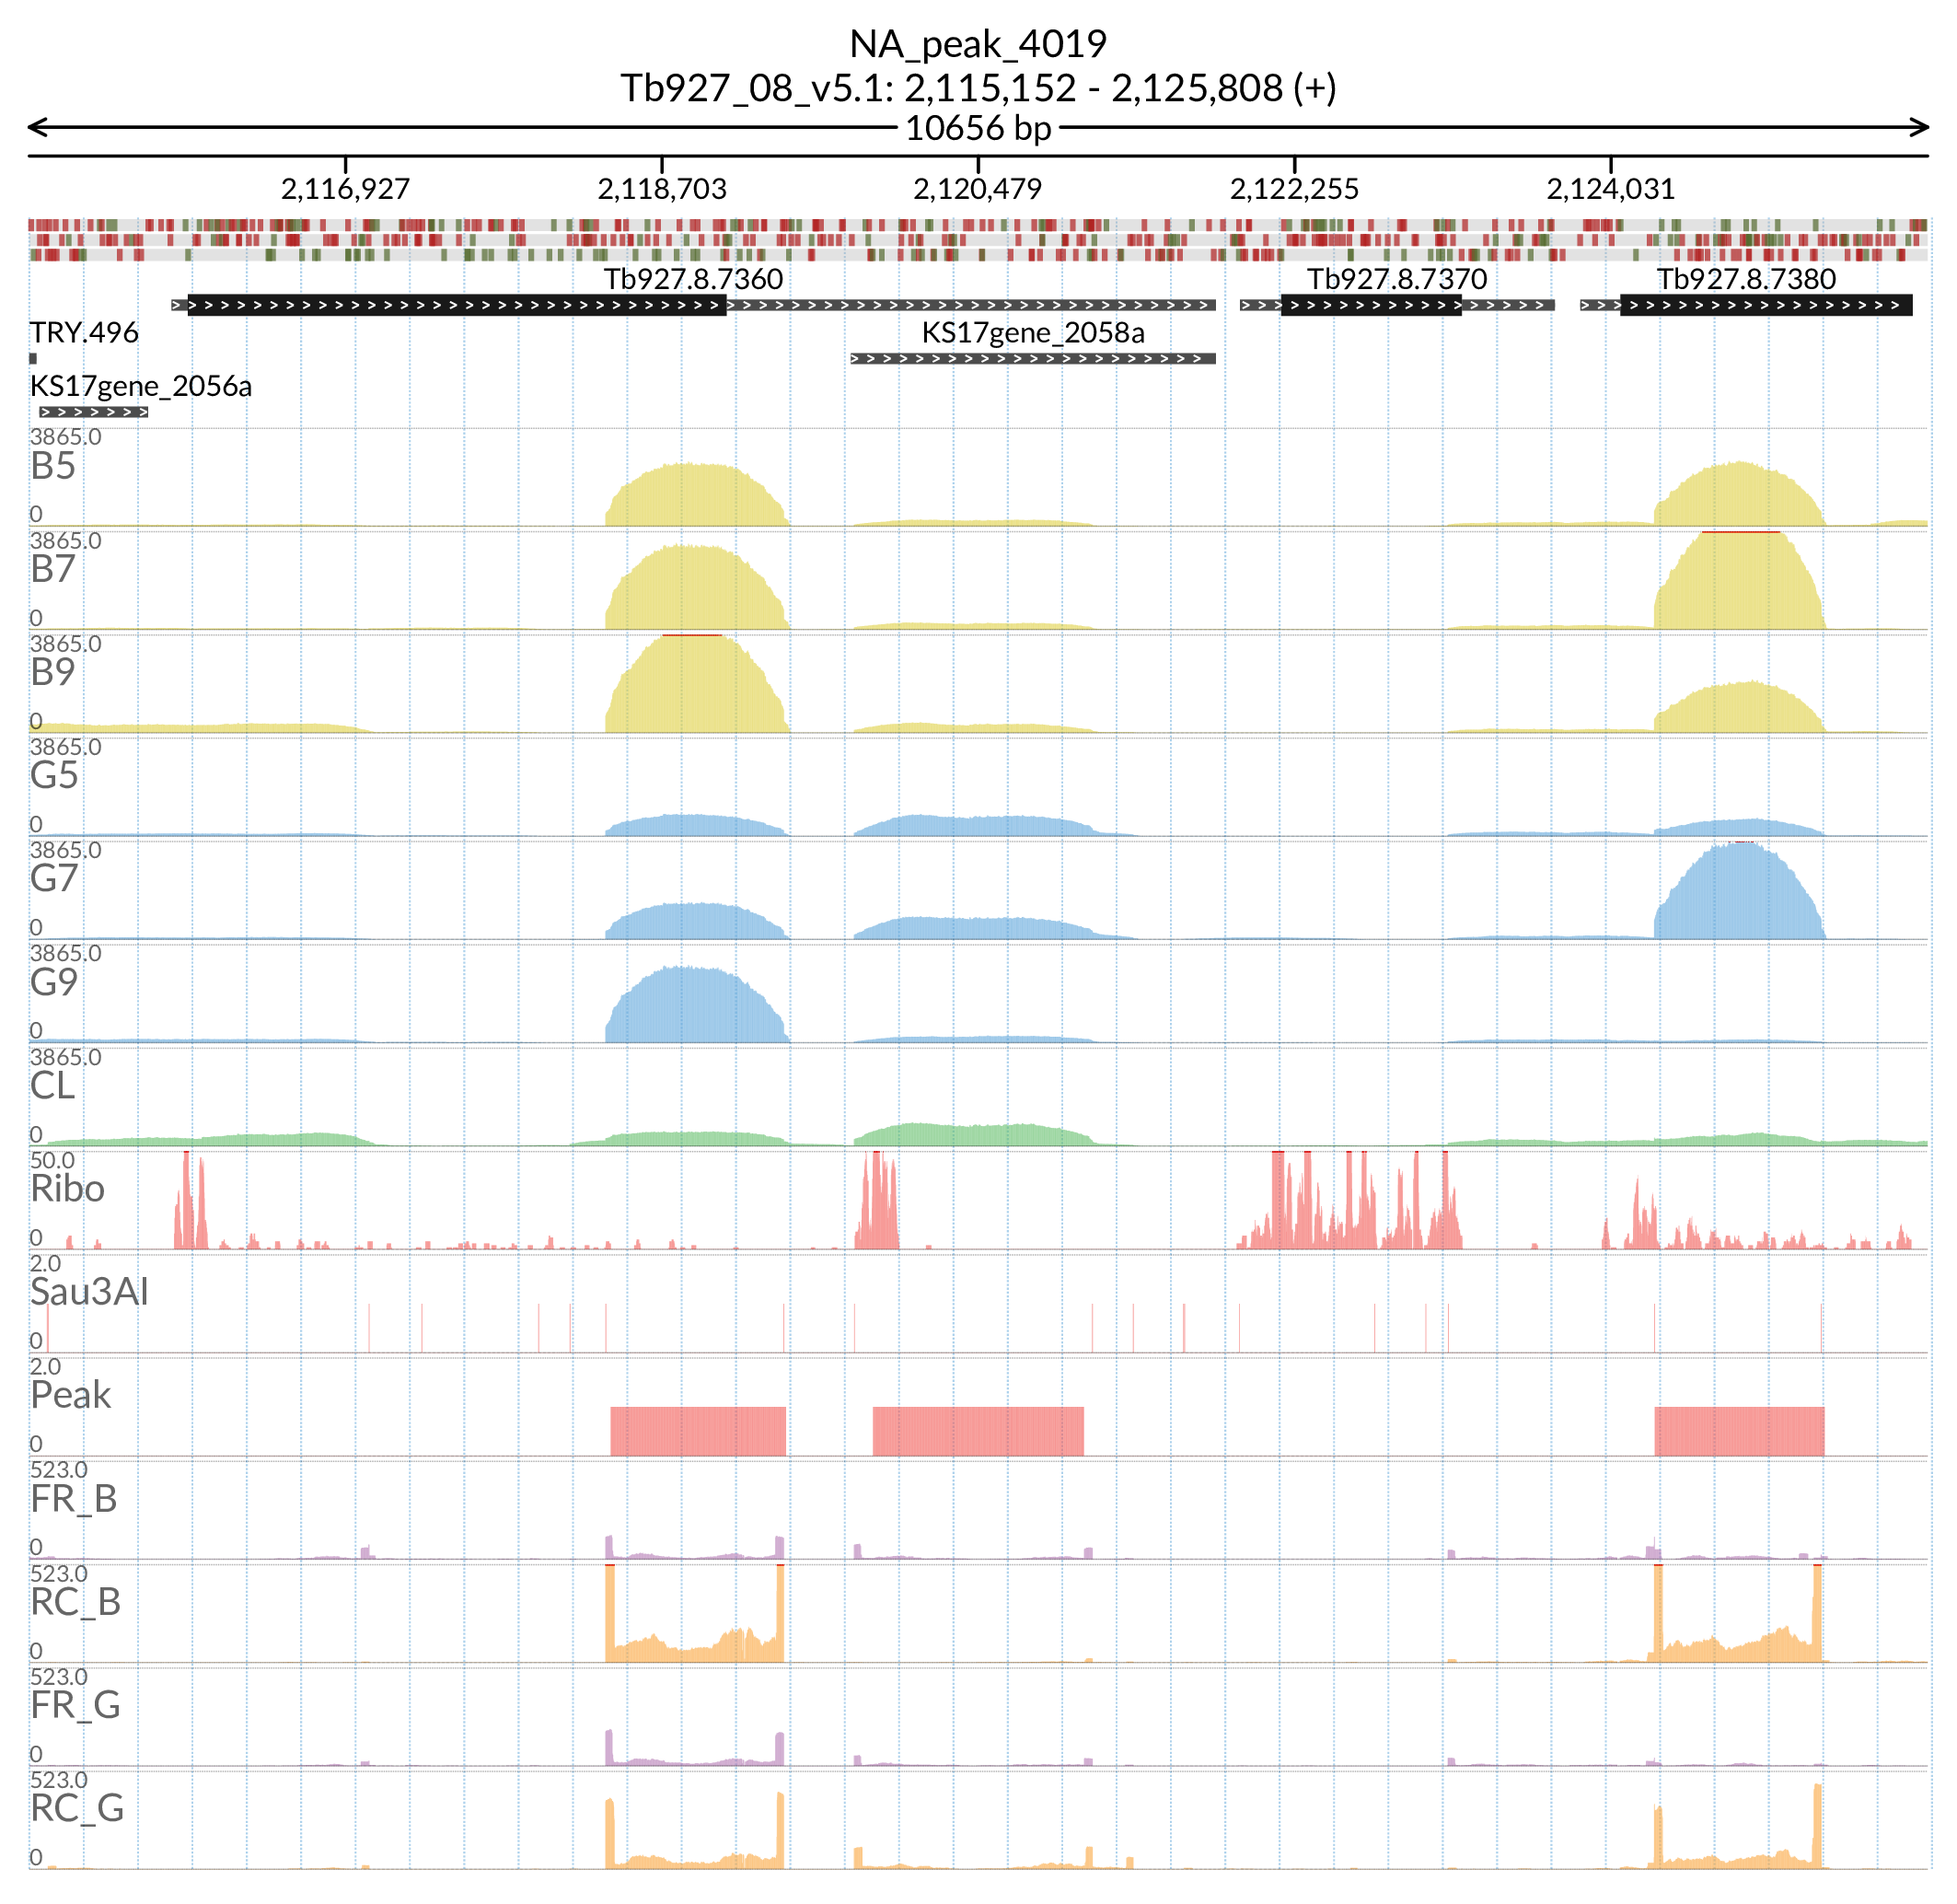 NA_peak_4019
Tb927_08_v5.1: 2,115,152 - 2,125,808 (+)
10656 bp
2,116,927 2,118,703 2,120,479 2,122,255 2,124,031
Tb927.8.7360 Tb927.8.7370 Tb927.8.7380
TRY.496 KS17gene_2058a
KS17gene_2056a
3865.0
B5
0
3865.0
B7
0
3865.0
B9
0
3865.0
G5
0
3865.0
G7
0
3865.0
G9
0
3865.0
CL
0
50.0
Ribo
0
2.0
Sau3AI
0
2.0
Peak
0
523.0
FR_B
0
523.0
RC_B
0
523.0
FR_G
0
523.0
RC_G
0